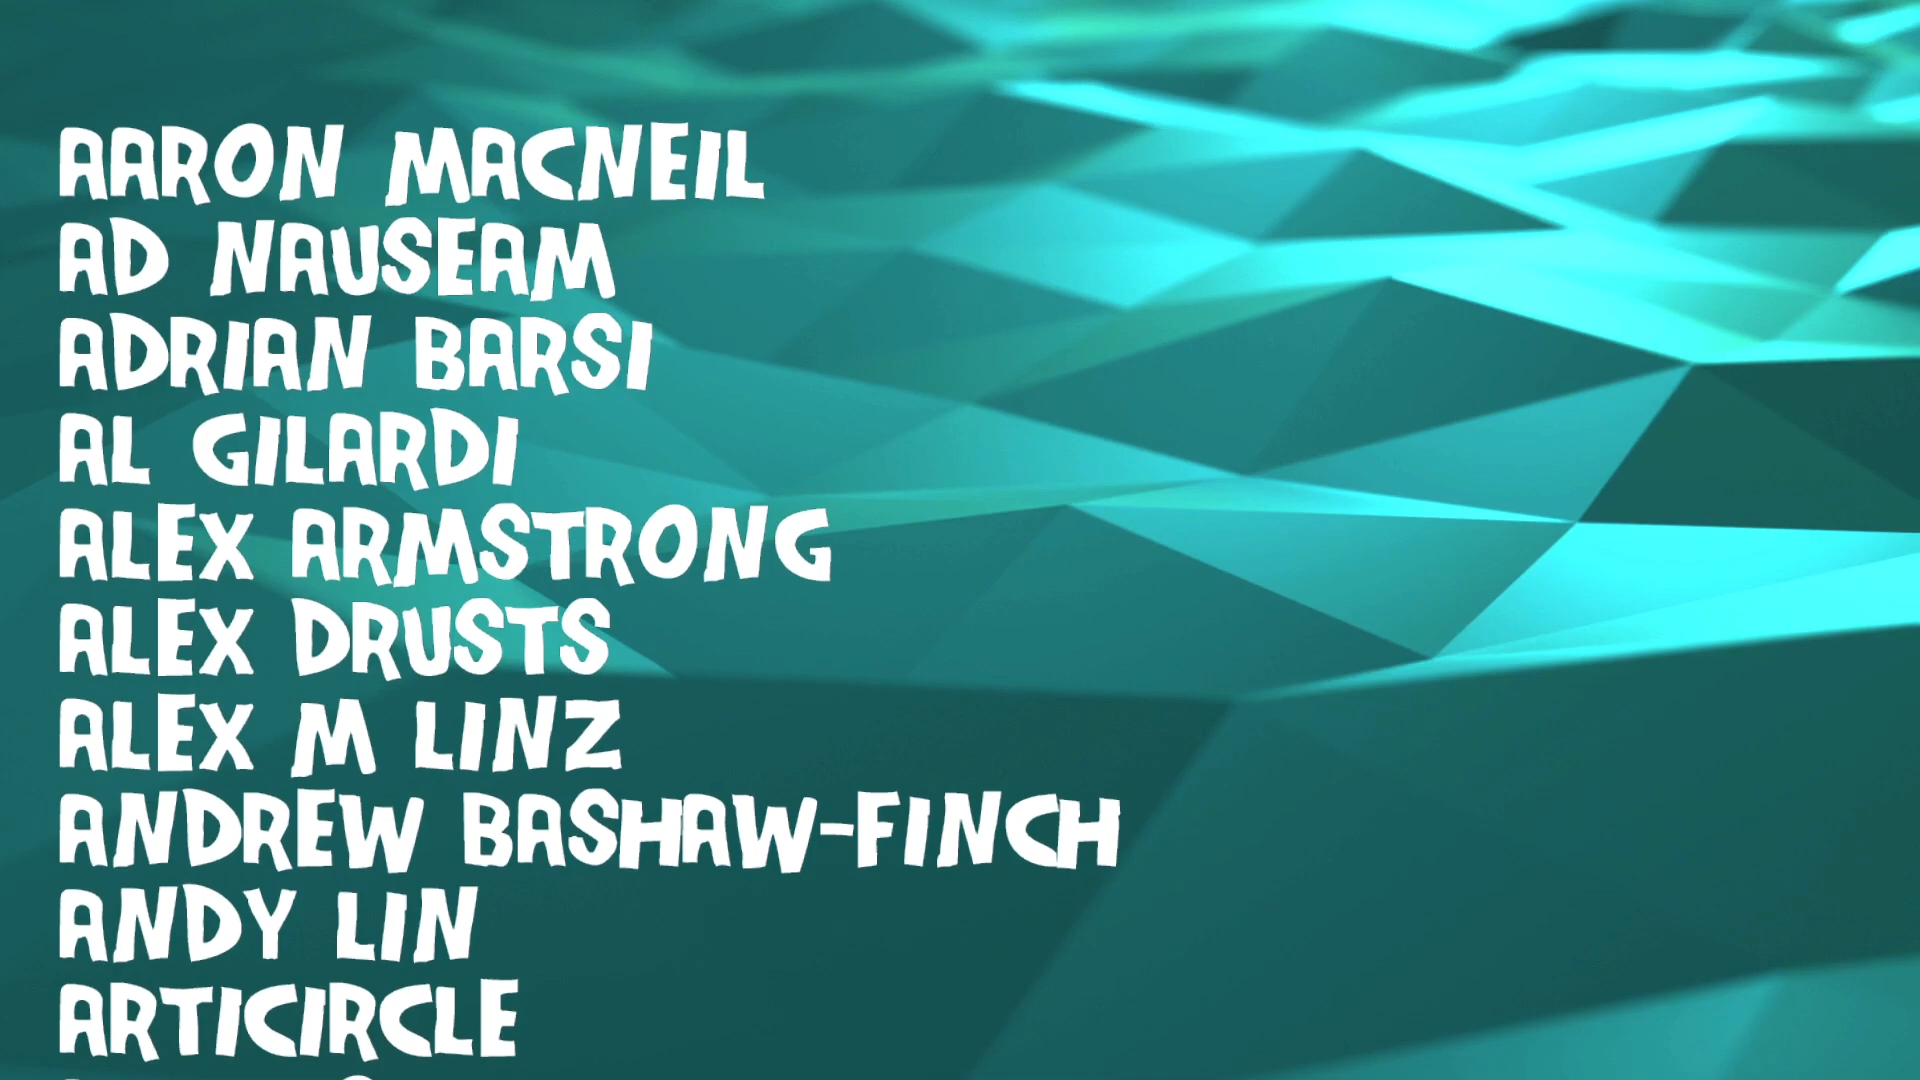 AARON MACNEIL
AD NAUSEAM
ADRIAN BARSI
AL GILARDI
ALEX ARMSTRONG
ALEX DRUSTS
ALEX M LINZ
ANDREW BASHAW-FINCH
ANDY LIN
ARTICIRCLE